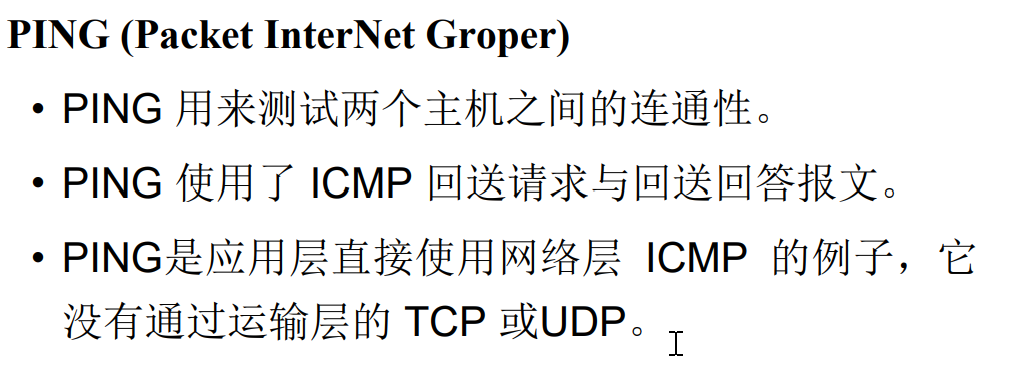 PING (Packet InterNet Groper)
• PING 用来测试两个主机之间的连通性。
• PING 使用了 ICMP 回送请求与回送回答报文。
• PING是应用层直接使用网络层 ICMP 的例子，它
没有通过运输层的 TCP 或UDP。